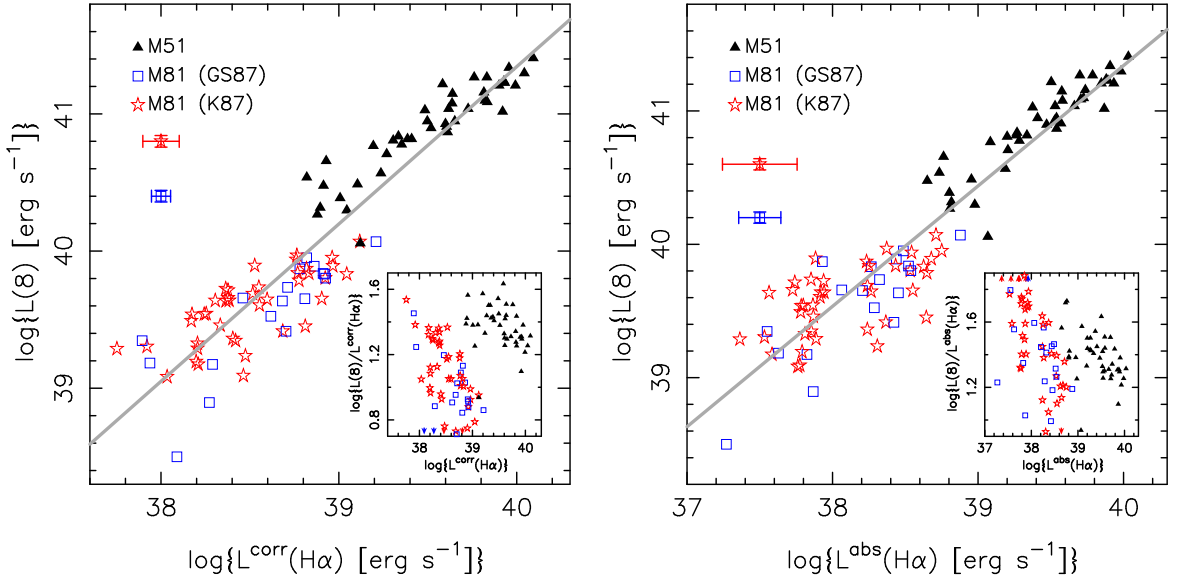 M51
M81 (GS87)
M81 (K87)
log{L(8) [erg s⁻¹]}
41
40
39
38 39 40
log{L^corr(Hα) [erg s⁻¹]}
log{L(8)/L^corr(Hα)}
1.6
1.2
0.8
38 39 40
log{L^corr(Hα)}
M51
M81 (GS87)
M81 (K87)
log{L(8) [erg s⁻¹]}
41
40
39
37 38 39 40
log{L^abs(Hα) [erg s⁻¹]}
log{L(8)/L^abs(Hα)}
1.6
1.2
37 38 39 40
log{L^abs(Hα)}